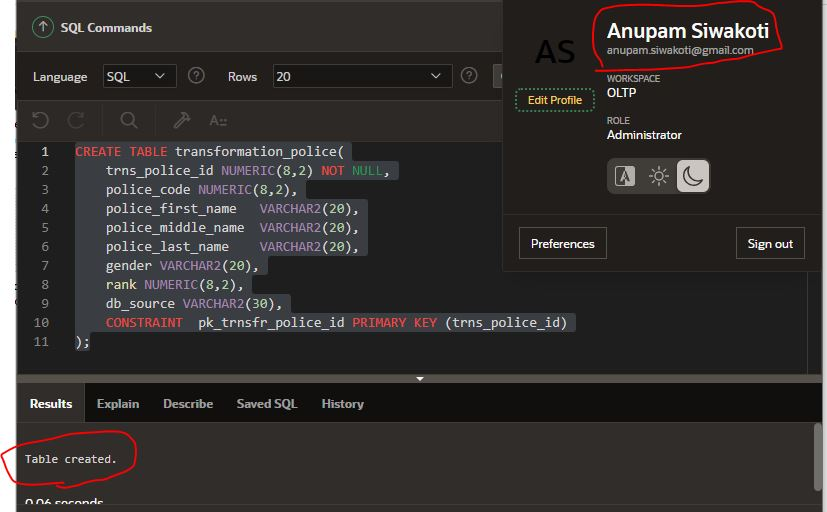 SQL Commands
Language SQL Rows 20
1 CREATE TABLE transformation_police(
2 trns_police_id NUMERIC(8,2) NOT NULL,
3 police_code NUMERIC(8,2),
4 police_first_name VARCHAR2(20),
5 police_middle_name VARCHAR2(20),
6 police_last_name VARCHAR2(20),
7 gender VARCHAR2(20),
8 rank NUMERIC(8,2),
9 db_source VARCHAR2(30),
10 CONSTRAINT pk_trnsfr_police_id PRIMARY KEY (trns_police_id)
11 );
AS
Edit Profile
Anupam Siwakoti
anupam.siwakoti@gmail.com
WORKSPACE
OLTP
ROLE
Administrator
Preferences Sign out
Results Explain Describe Saved SQL History
Table created.
0.06 seconds